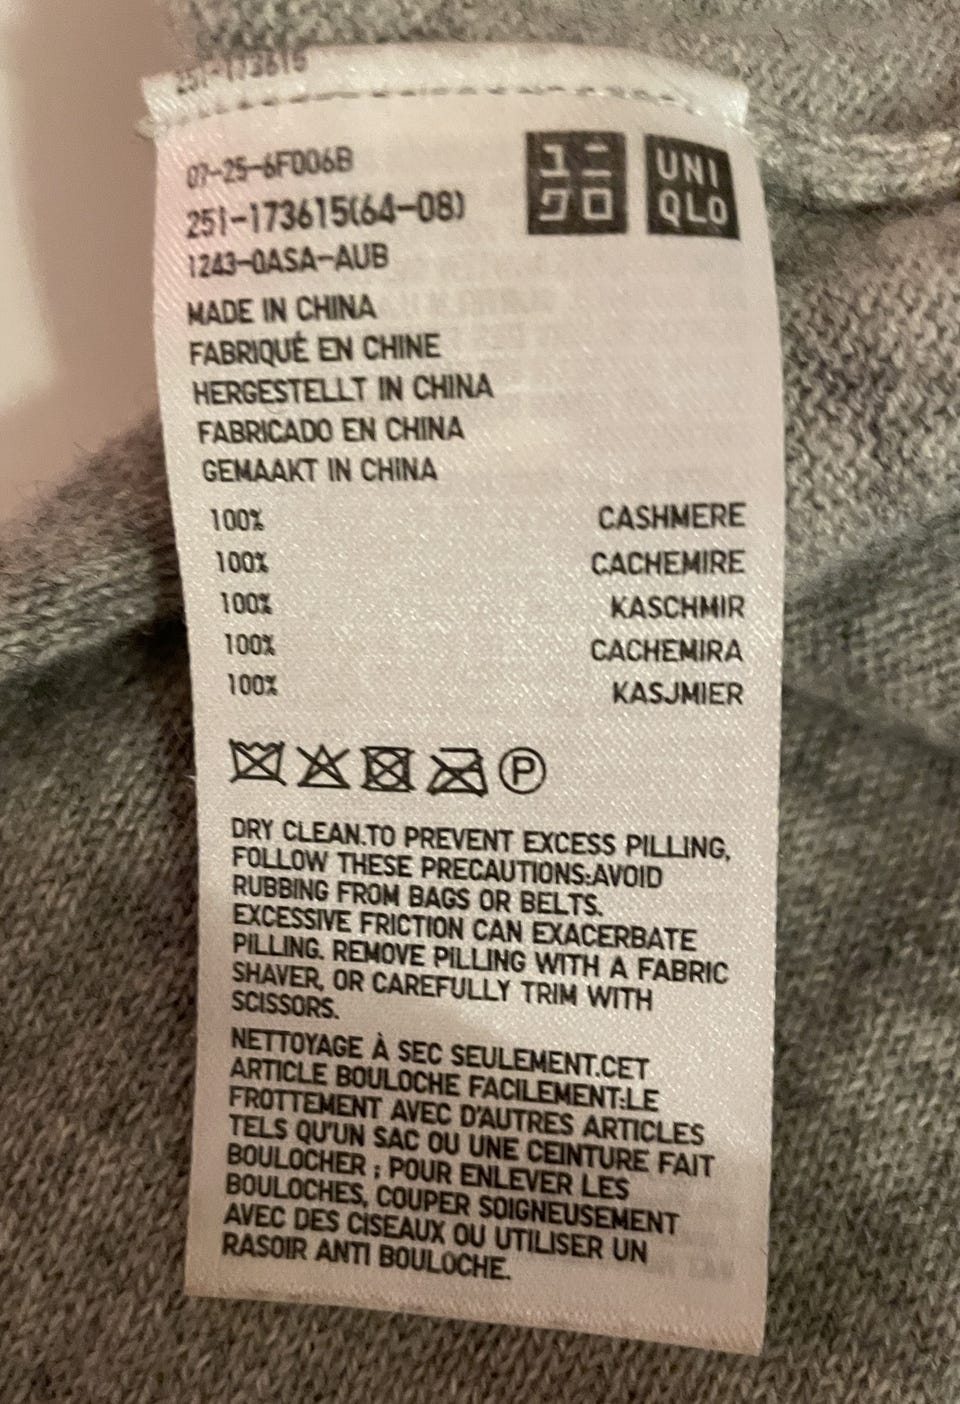 251-173615
07-25-6F006B
251-173615(64-08)
1243-0ASA-AUB
ユニ
クロ
UNI
QLO
MADE IN CHINA
FABRIQUÉ EN CHINE
HERGESTELLT IN CHINA
FABRICADO EN CHINA
GEMAAKT IN CHINA
100% CASHMERE
100% CACHEMIRE
100% KASCHMIR
100% CACHEMIRA
100% KASJMIER
P
DRY CLEAN.TO PREVENT EXCESS PILLING,
FOLLOW THESE PRECAUTIONS:AVOID
RUBBING FROM BAGS OR BELTS.
EXCESSIVE FRICTION CAN EXACERBATE
PILLING. REMOVE PILLING WITH A FABRIC
SHAVER, OR CAREFULLY TRIM WITH
SCISSORS.
NETTOYAGE À SEC SEULEMENT.CET
ARTICLE BOULOCHE FACILEMENT:LE
FROTTEMENT AVEC D'AUTRES ARTICLES
TELS QU'UN SAC OU UNE CEINTURE FAIT
BOULOCHER ; POUR ENLEVER LES
BOULOCHES, COUPER SOIGNEUSEMENT
AVEC DES CISEAUX OU UTILISER UN
RASOIR ANTI BOULOCHE.